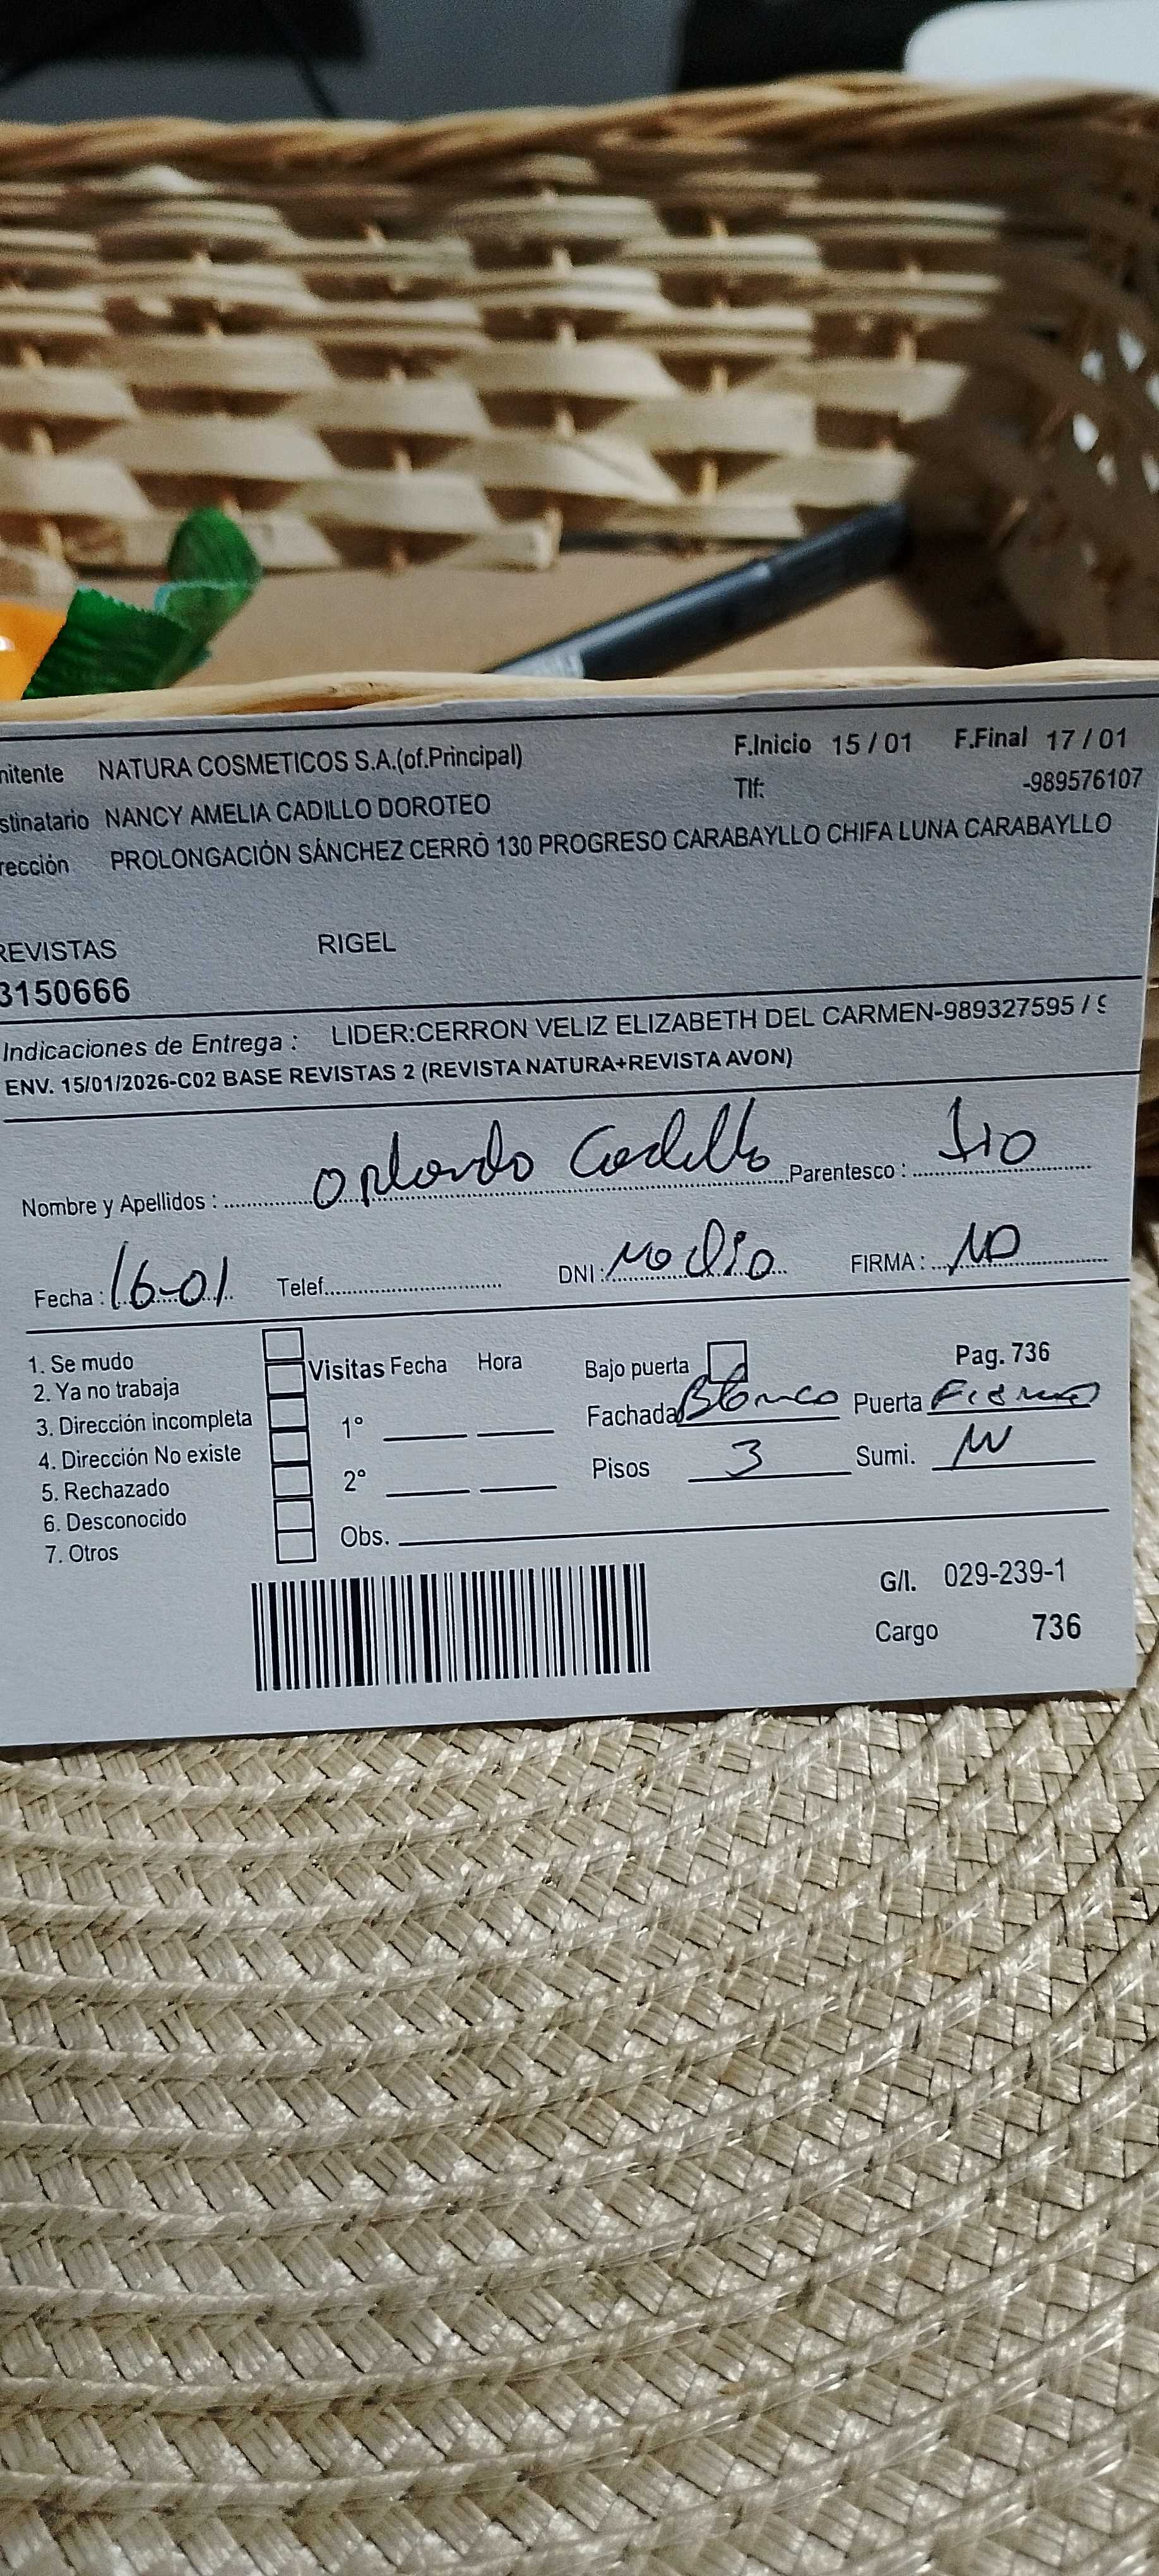 nitente NATURA COSMETICOS S.A.(of.Principal) F.Inicio 15 / 01 F.Final 17 / 01
stinatario NANCY AMELIA CADILLO DOROTEO Tlf: -989576107
rección PROLONGACIÓN SÁNCHEZ CERRO 130 PROGRESO CARABAYLLO CHIFA LUNA CARABAYLLO
REVISTAS RIGEL
3150666
Indicaciones de Entrega : LIDER:CERRON VELIZ ELIZABETH DEL CARMEN-989327595 / 9
ENV. 15/01/2026-C02 BASE REVISTAS 2 (REVISTA NATURA+REVISTA AVON)
Nombre y Apellidos : Orlando Cadillo Parentesco : Tio
Fecha : 16-01 Telef. DNI : No dio FIRMA : ND
1. Se mudo Visitas Fecha Hora Bajo puerta Pag. 736
2. Ya no trabaja Fachada Blanco Puerta
3. Dirección incompleta 1°
4. Dirección No existe Pisos 3 Sumi.
5. Rechazado 2°
6. Desconocido Obs.
7. Otros
G/I. 029-239-1
Cargo 736